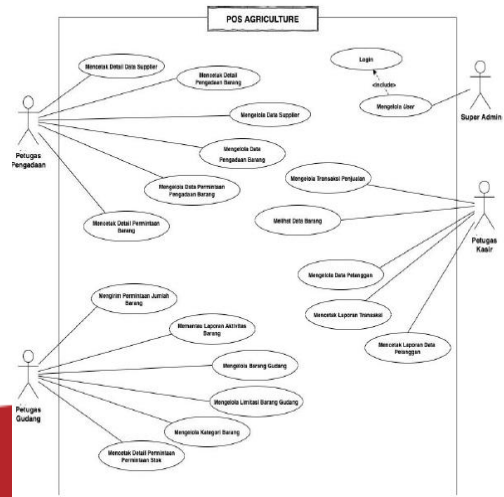 POS AGRICULTURE
Mencetak Detail Data Supplier
Mencetak Detail
Pengadaan Barang
Mengelola Data Supplier
Mengelola Data
Pengadaan Barang
Mengelola Data Permintaan
Pengadaan Barang
Mencetak Detail Permintaan
Barang
Petugas
Pengadaan
Login
<include>
Mengelola User
Super Admin
Mengelola Transaksi Penjualan
Melihat Data Barang
Mengelola Data Pelanggan
Mencetak Laporan Transaksi
Mencetak Laporan Data
Pelanggan
Petugas
Kasir
Mengirim Permintaan Jumlah
Barang
Memantau Laporan Aktivitas
Barang
Mengelola Barang Gudang
Mengelola Limitasi Barang Gudang
Mengelola Kategori Barang
Mencetak Detail Permintaan
Permintaan Stok
Petugas
Gudang